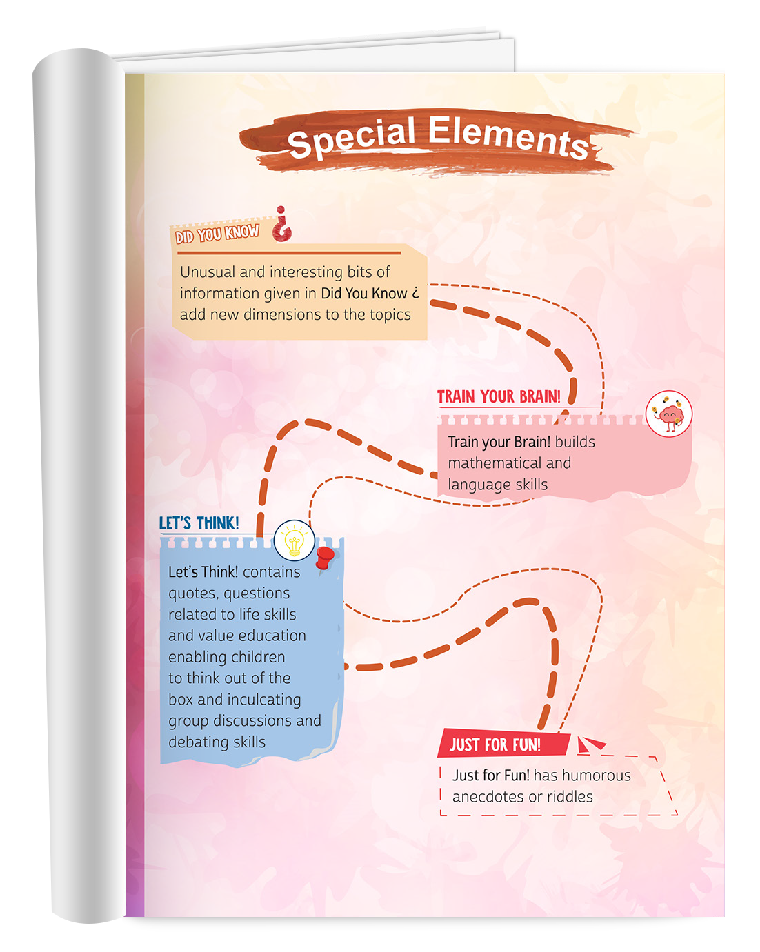 Special Elements
DID YOU KNOW ¿
Unusual and interesting bits of
information given in Did You Know ¿
add new dimensions to the topics
TRAIN YOUR BRAIN!
Train your Brain! builds
mathematical and
language skills
LET'S THINK!
Let's Think! contains
quotes, questions
related to life skills
and value education
enabling children
to think out of the
box and inculcating
group discussions and
debating skills
JUST FOR FUN!
Just for Fun! has humorous
anecdotes or riddles